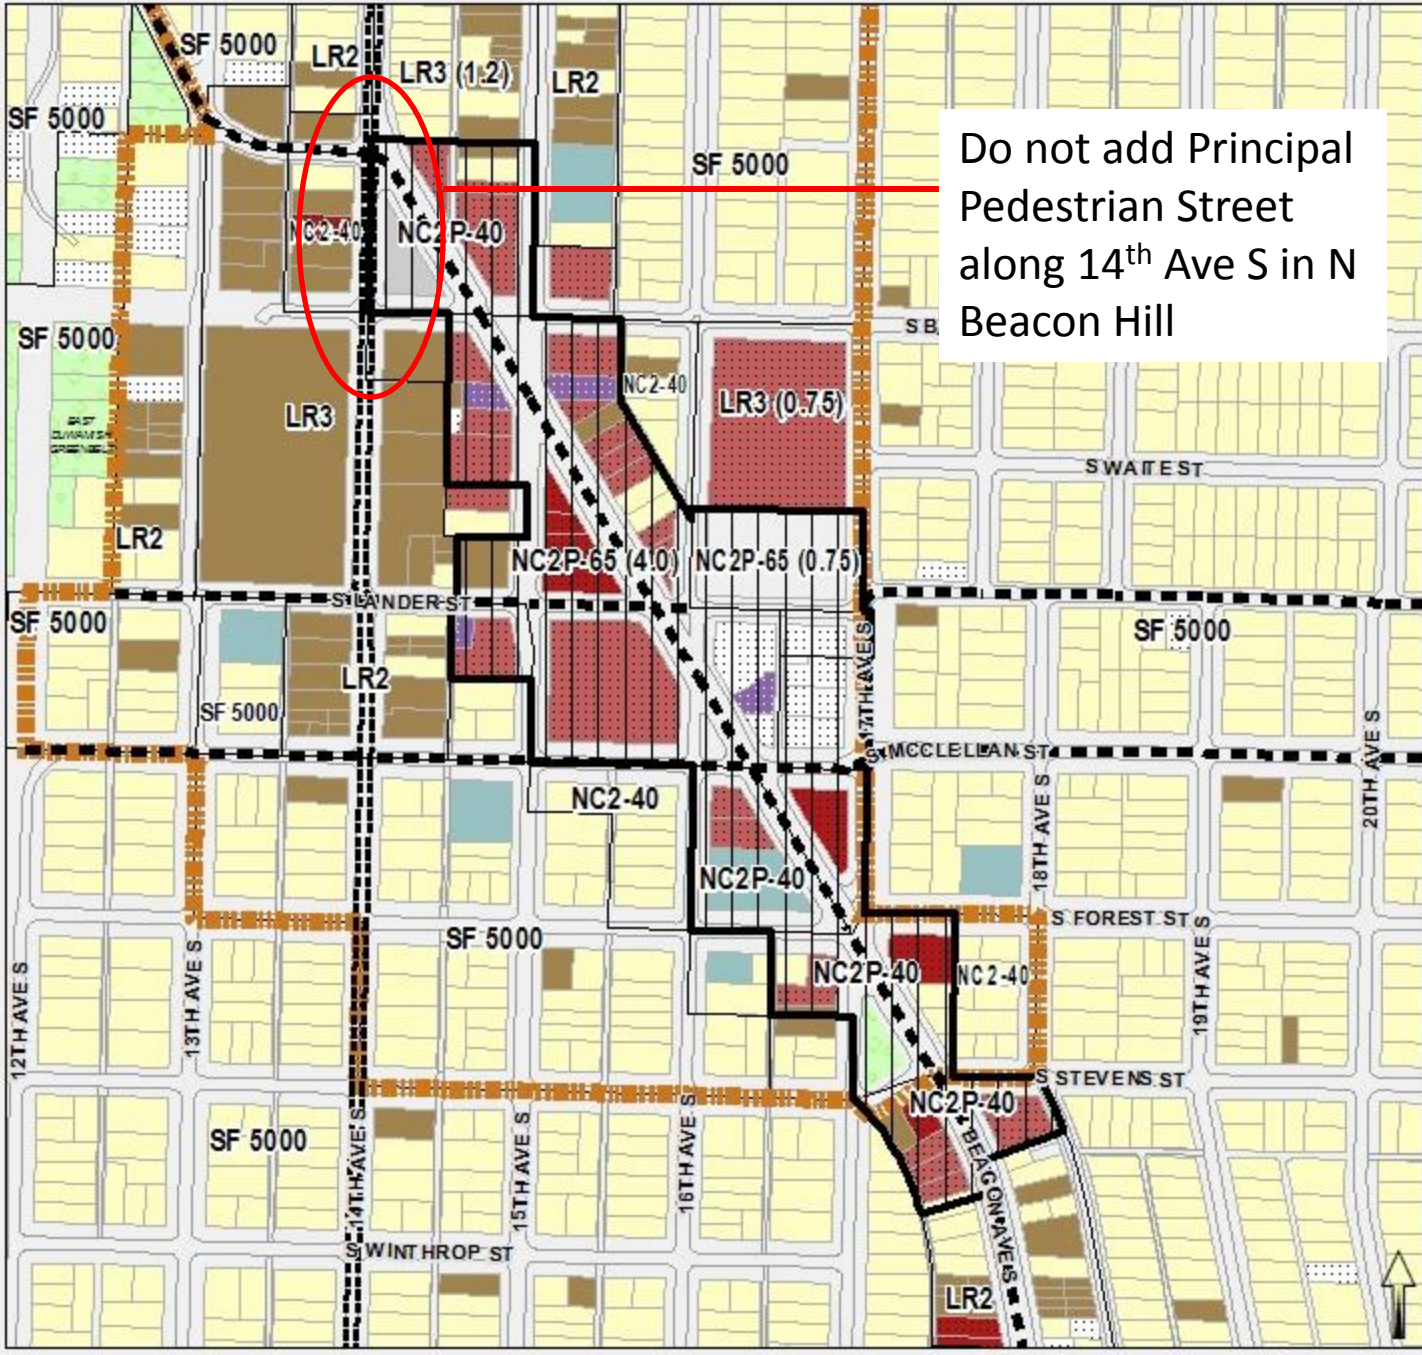 SF 5000
LR2
LR3 (1.2)
LR2
SF 5000
SF 5000
Do not add Principal
Pedestrian Street
along 14th Ave S in N
Beacon Hill
NC2-40
NC2P-40
SF 5000
S B
NC2-40
LR3 (0.75)
LR3
EAST
DUWAMISH
GREENBELT
S WAITE ST
LR2
NC2P-65 (4.0)
NC2P-65 (0.75)
S LANDER ST
SF 5000
SF 5000
17TH AVE S
LR2
SF 5000
S MCCLELLAN ST
20TH AVE S
NC2-40
18TH AVE S
NC2P-40
S FOREST ST
SF 5000
12TH AVE S
13TH AVE S
NC2P-40
NC2-40
19TH AVE S
S STEVENS ST
NC2P-40
SF 5000
14TH AVE S
15TH AVE S
16TH AVE S
BEACON AVE S
S WINTHROP ST
LR2